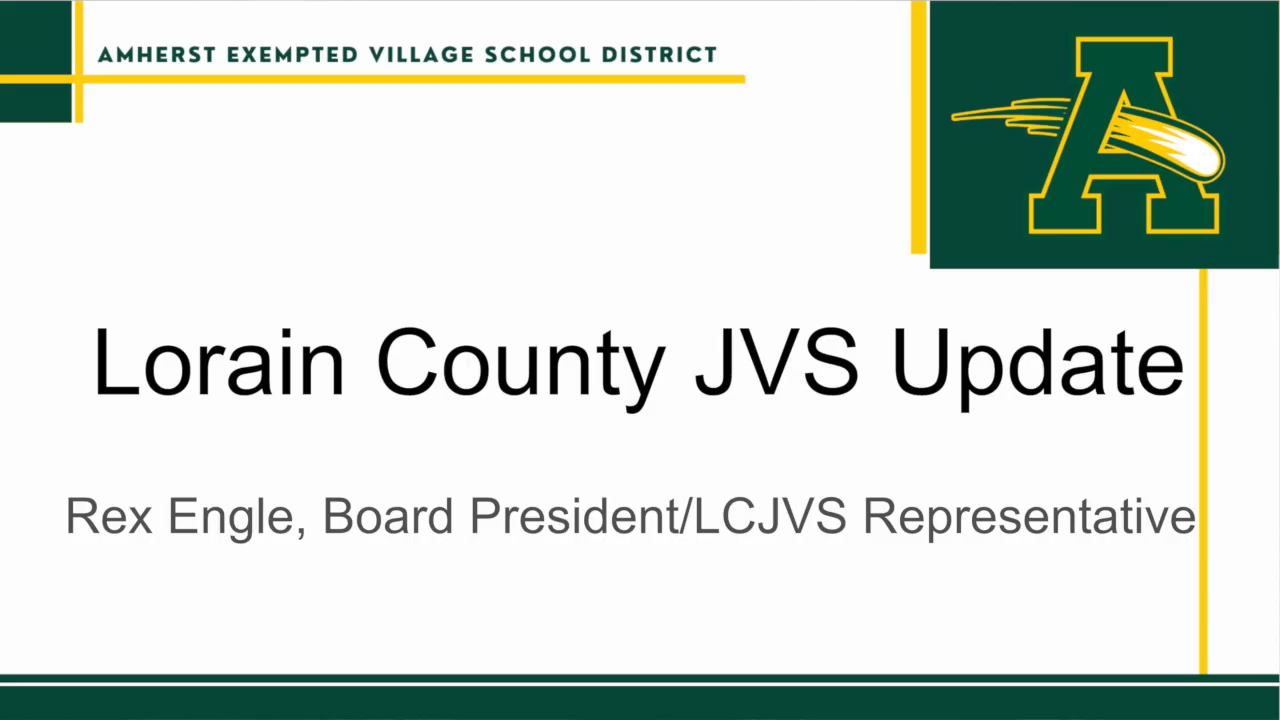 AMHERST EXEMPTED VILLAGE SCHOOL DISTRICT
A
Lorain County JVS Update
Rex Engle, Board President/LCJVS Representative